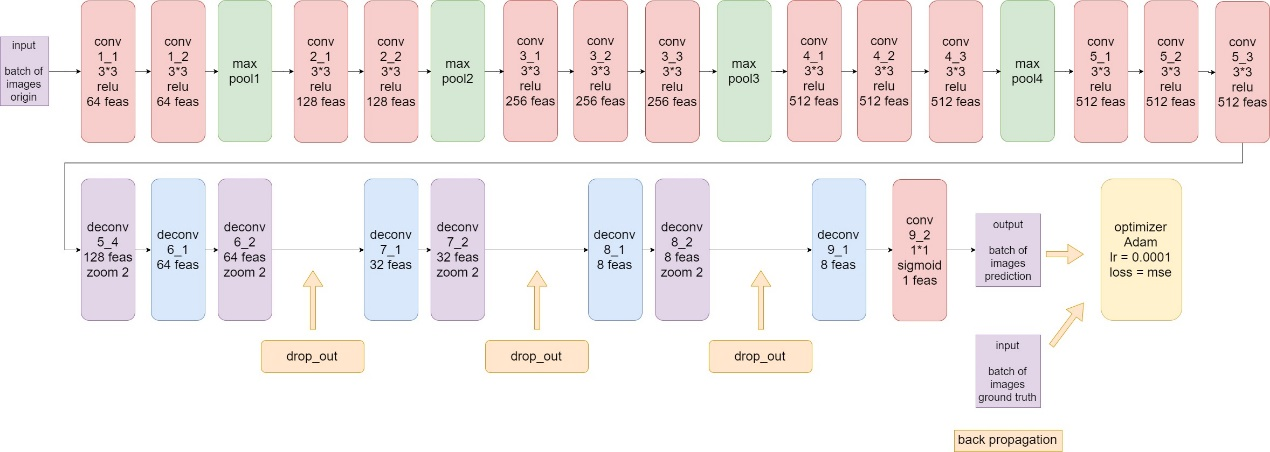 input
batch of
images
origin
conv
1_1
3*3
relu
64 feas
conv
1_2
3*3
relu
64 feas
max
pool1
conv
2_1
3*3
relu
128 feas
conv
2_2
3*3
relu
128 feas
max
pool2
conv
3_1
3*3
relu
256 feas
conv
3_2
3*3
relu
256 feas
conv
3_3
3*3
relu
256 feas
max
pool3
conv
4_1
3*3
relu
512 feas
conv
4_2
3*3
relu
512 feas
conv
4_3
3*3
relu
512 feas
max
pool4
conv
5_1
3*3
relu
512 feas
conv
5_2
3*3
relu
512 feas
conv
5_3
3*3
relu
512 feas
deconv
5_4
128 feas
zoom 2
deconv
6_1
64 feas
deconv
6_2
64 feas
zoom 2
drop_out
deconv
7_1
32 feas
deconv
7_2
32 feas
zoom 2
drop_out
deconv
8_1
8 feas
deconv
8_2
8 feas
zoom 2
drop_out
deconv
9_1
8 feas
conv
9_2
1*1
sigmoid
1 feas
output
batch of
images
prediction
optimizer
Adam
lr = 0.0001
loss = mse
input
batch of
images
ground truth
back propagation